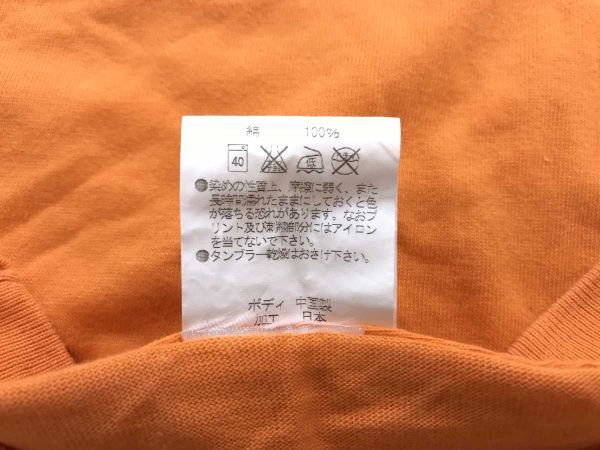 綿 100%
40 低
●染めの性質上、摩擦に弱く、また
長時間濡れたままにしておくと色
が落ちる恐れがあります。なおプ
リント及び刺繍部分にはアイロン
を当てないで下さい。
●タンブラー乾燥はおさけ下さい。
ボディ 中国製
加工 日本